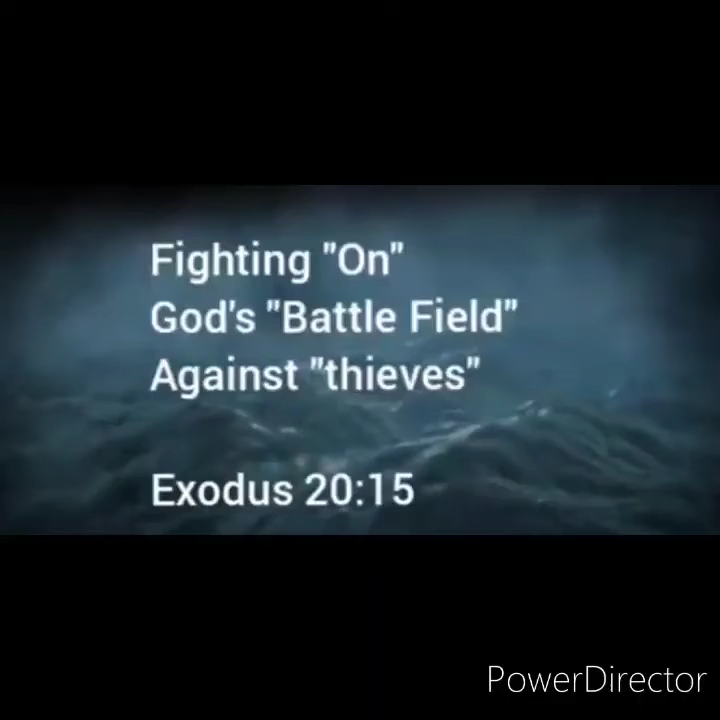 Fighting "On"
God's "Battle Field"
Against "thieves"
Exodus 20:15
PowerDirector